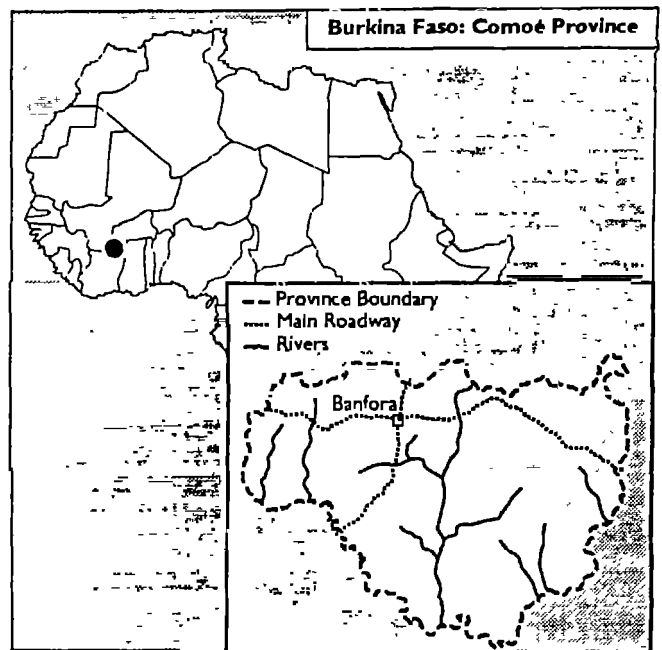 Burkina Faso: Comoé Province
Province Boundary
Main Roadway
Rivers
Banfora